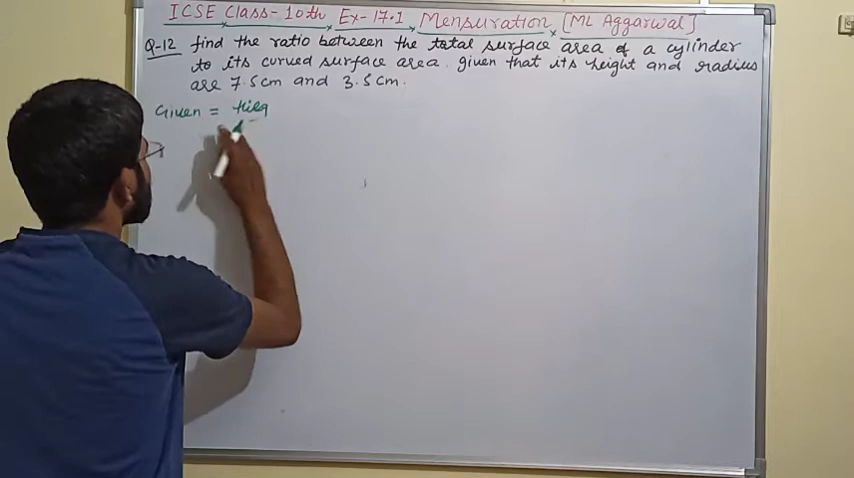 ICSE Class-10th Ex-17.1 Mensuration [ML Aggarwal]
Q-12 find the ratio between the total surface area of a cylinder
to its curved surface area, given that its height and radius
are 7.5cm and 3.5cm.
Given =